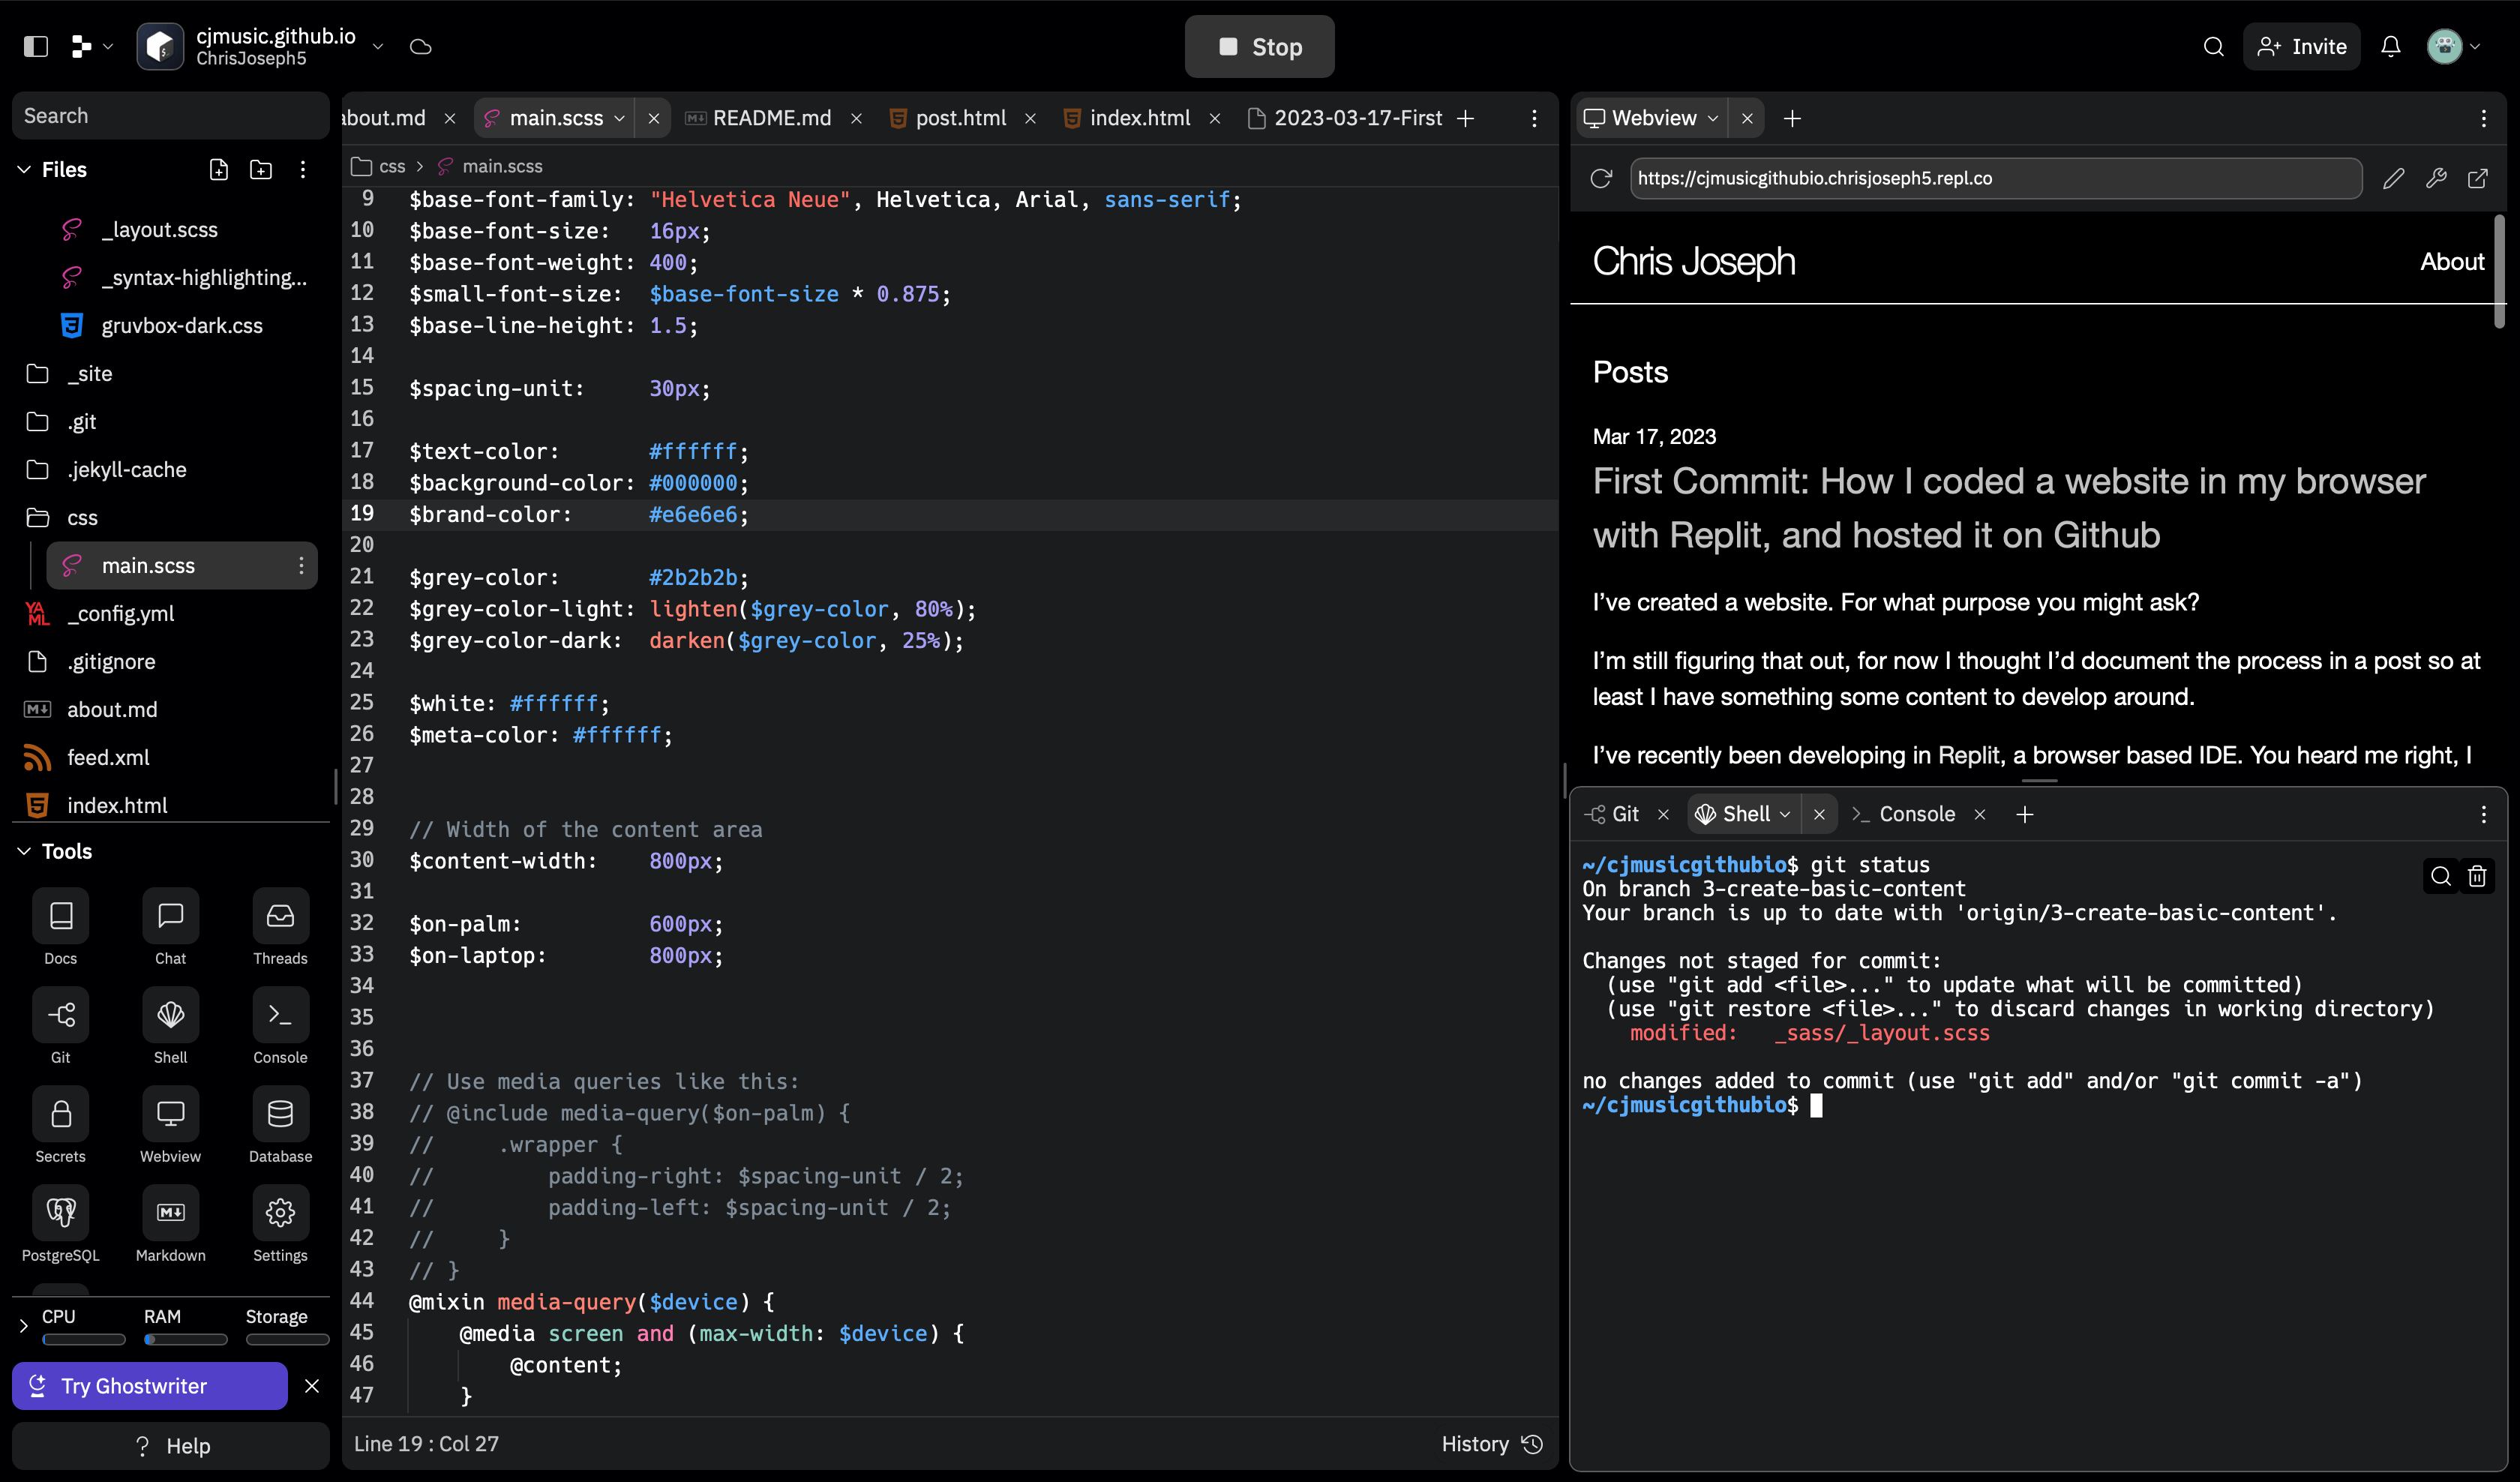 cjmusic.github.io
ChrisJoseph5
Stop
Invite
Search
Files
_layout.scss
_syntax-highlighting...
gruvbox-dark.css
_site
.git
.jekyll-cache
css
main.scss
_config.yml
.gitignore
about.md
feed.xml
index.html
Tools
Docs
Chat
Threads
Git
Shell
Console
Secrets
Webview
Database
PostgreSQL
Markdown
Settings
CPU
RAM
Storage
Try Ghostwriter
? Help
about.md
main.scss
README.md
post.html
index.html
2023-03-17-First
css > main.scss
9 $base-font-family: "Helvetica Neue", Helvetica, Arial, sans-serif;
10 $base-font-size:   16px;
11 $base-font-weight: 400;
12 $small-font-size:  $base-font-size * 0.875;
13 $base-line-height: 1.5;
14
15 $spacing-unit:     30px;
16
17 $text-color:       #ffffff;
18 $background-color: #000000;
19 $brand-color:      #e6e6e6;
20
21 $grey-color:       #2b2b2b;
22 $grey-color-light: lighten($grey-color, 80%);
23 $grey-color-dark:  darken($grey-color, 25%);
24
25 $white: #ffffff;
26 $meta-color: #ffffff;
27
28
29 // Width of the content area
30 $content-width:    800px;
31
32 $on-palm:          600px;
33 $on-laptop:        800px;
34
35
36
37 // Use media queries like this:
38 // @include media-query($on-palm) {
39 //     .wrapper {
40 //         padding-right: $spacing-unit / 2;
41 //         padding-left: $spacing-unit / 2;
42 //     }
43 // }
44 @mixin media-query($device) {
45     @media screen and (max-width: $device) {
46         @content;
47     }
Line 19 : Col 27
History
Webview
https://cjmusicgithubio.chrisjoseph5.repl.co
Chris Joseph
About
Posts
Mar 17, 2023
First Commit: How I coded a website in my browser
with Replit, and hosted it on Github
I’ve created a website. For what purpose you might ask?
I’m still figuring that out, for now I thought I’d document the process in a post so at
least I have something some content to develop around.
I’ve recently been developing in Replit, a browser based IDE. You heard me right, I
Git
Shell
Console
~/cjmusicgithubio$ git status
On branch 3-create-basic-content
Your branch is up to date with 'origin/3-create-basic-content'.
Changes not staged for commit:
  (use "git add <file>..." to update what will be committed)
  (use "git restore <file>..." to discard changes in working directory)
    modified:   _sass/_layout.scss
no changes added to commit (use "git add" and/or "git commit -a")
~/cjmusicgithubio$